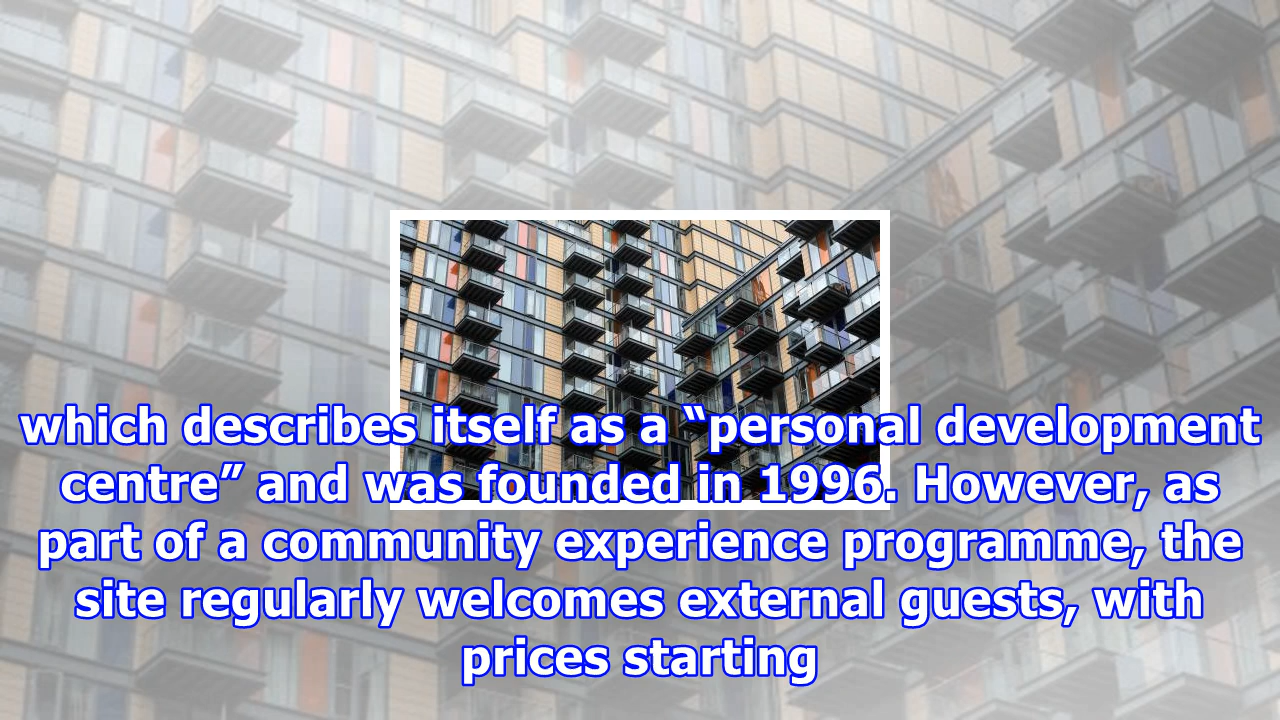 which describes itself as a “personal development
centre” and was founded in 1996. However, as
part of a community experience programme, the
site regularly welcomes external guests, with
prices starting